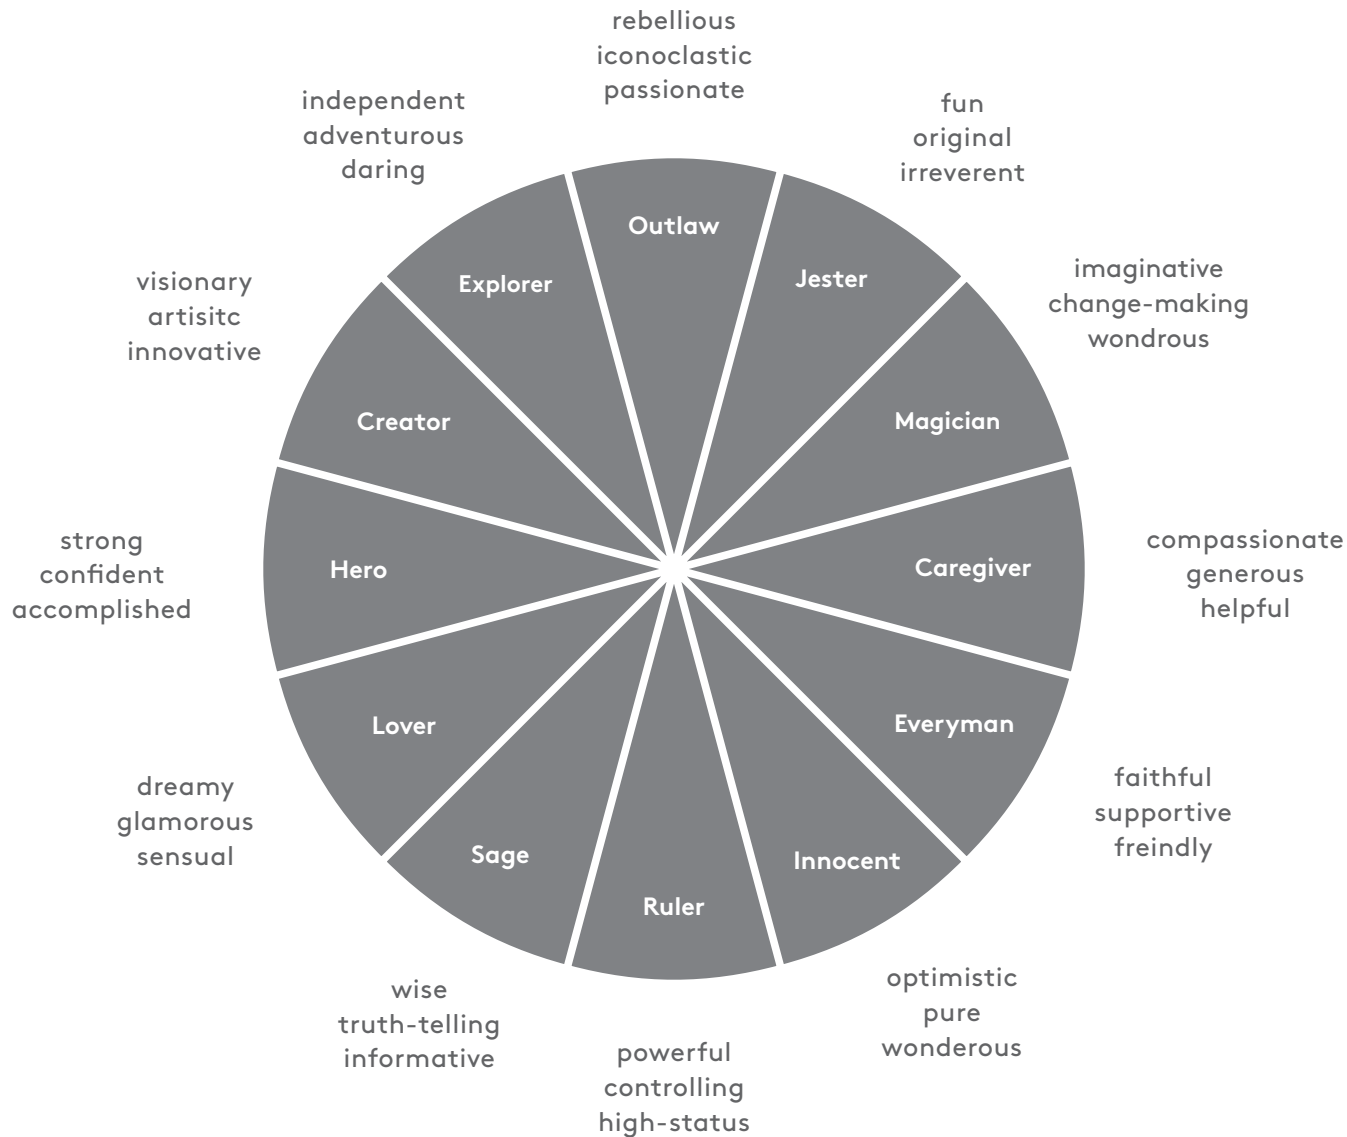 rebellious
iconoclastic
passionate
Outlaw
fun
original
irreverent
Jester
imaginative
change-making
wondrous
Magician
compassionate
generous
helpful
Caregiver
faithful
supportive
freindly
Everyman
optimistic
pure
wonderous
Innocent
powerful
controlling
high-status
Ruler
wise
truth-telling
informative
Sage
dreamy
glamorous
sensual
Lover
strong
confident
accomplished
Hero
visionary
artisitc
innovative
Creator
independent
adventurous
daring
Explorer